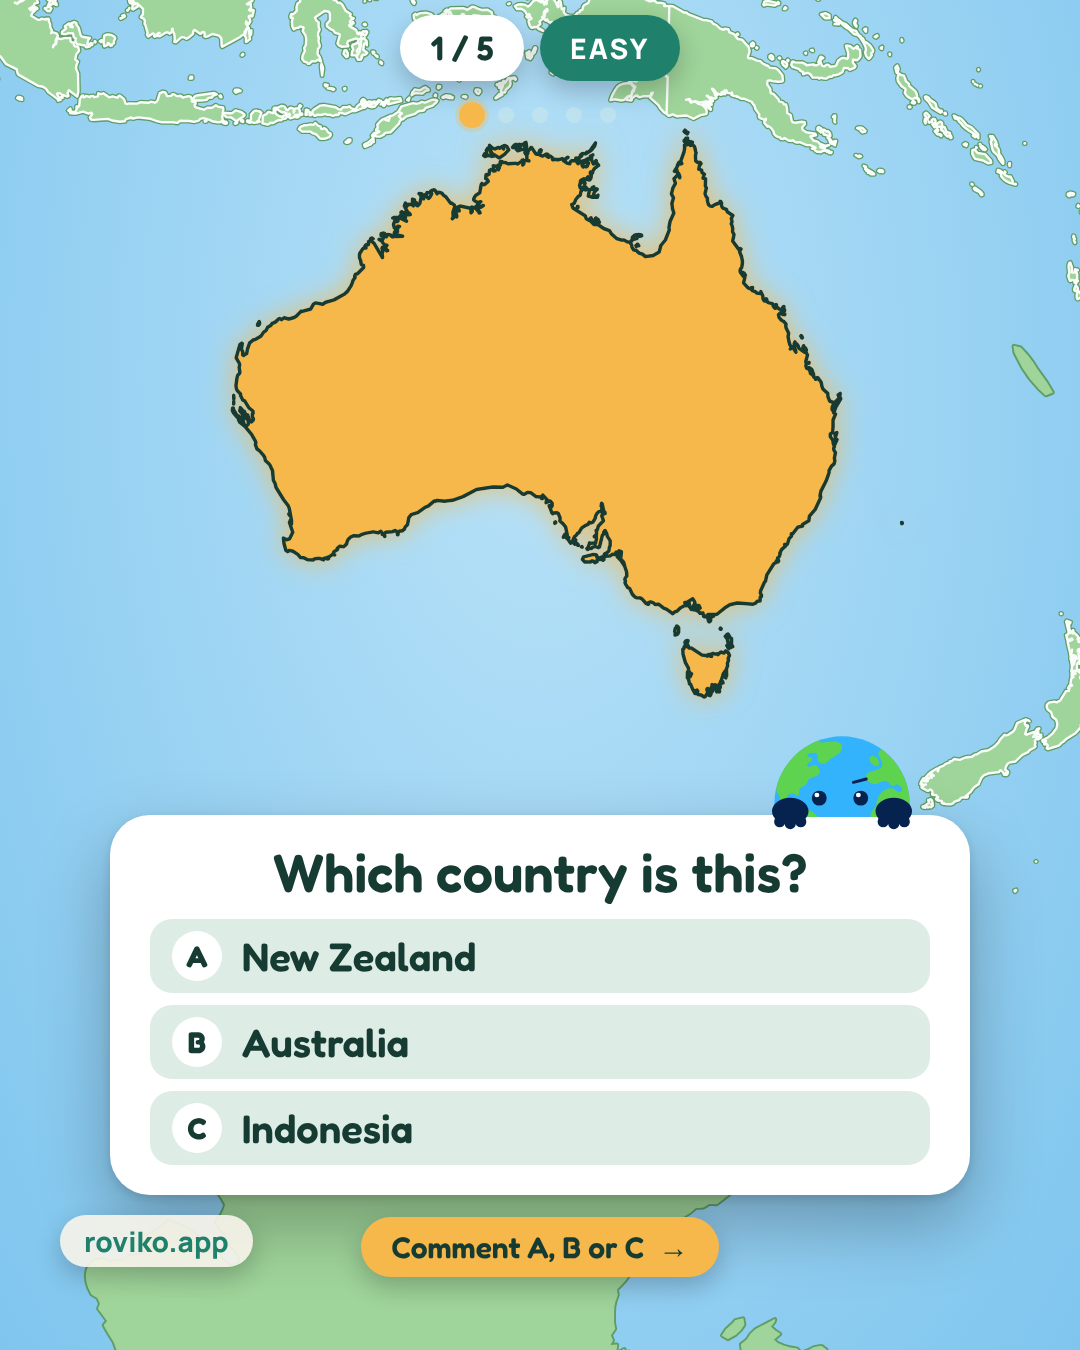 1 / 5
EASY
Which country is this?
A New Zealand
B Australia
C Indonesia
roviko.app
Comment A, B or C →